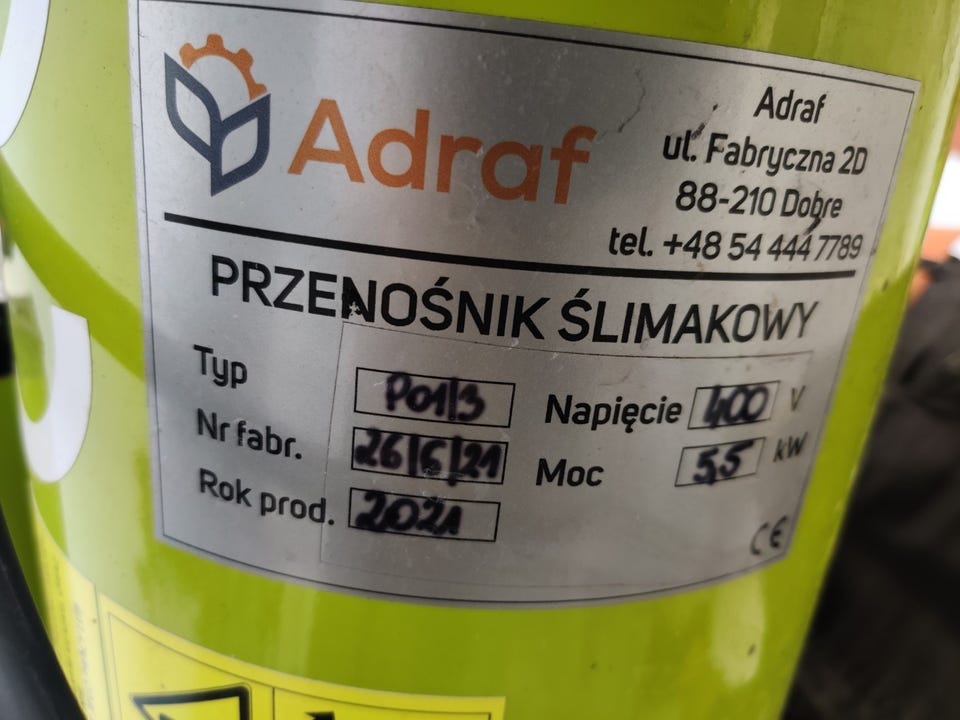 Adraf
Adraf
ul. Fabryczna 2D
88-210 Dobre
tel. +48 54 444 7789
PRZENOŚNIK ŚLIMAKOWY
Typ P01/3
Nr fabr. 26/6/21
Rok prod. 2021
Napięcie 400 V
Moc 5,5 kW
CE